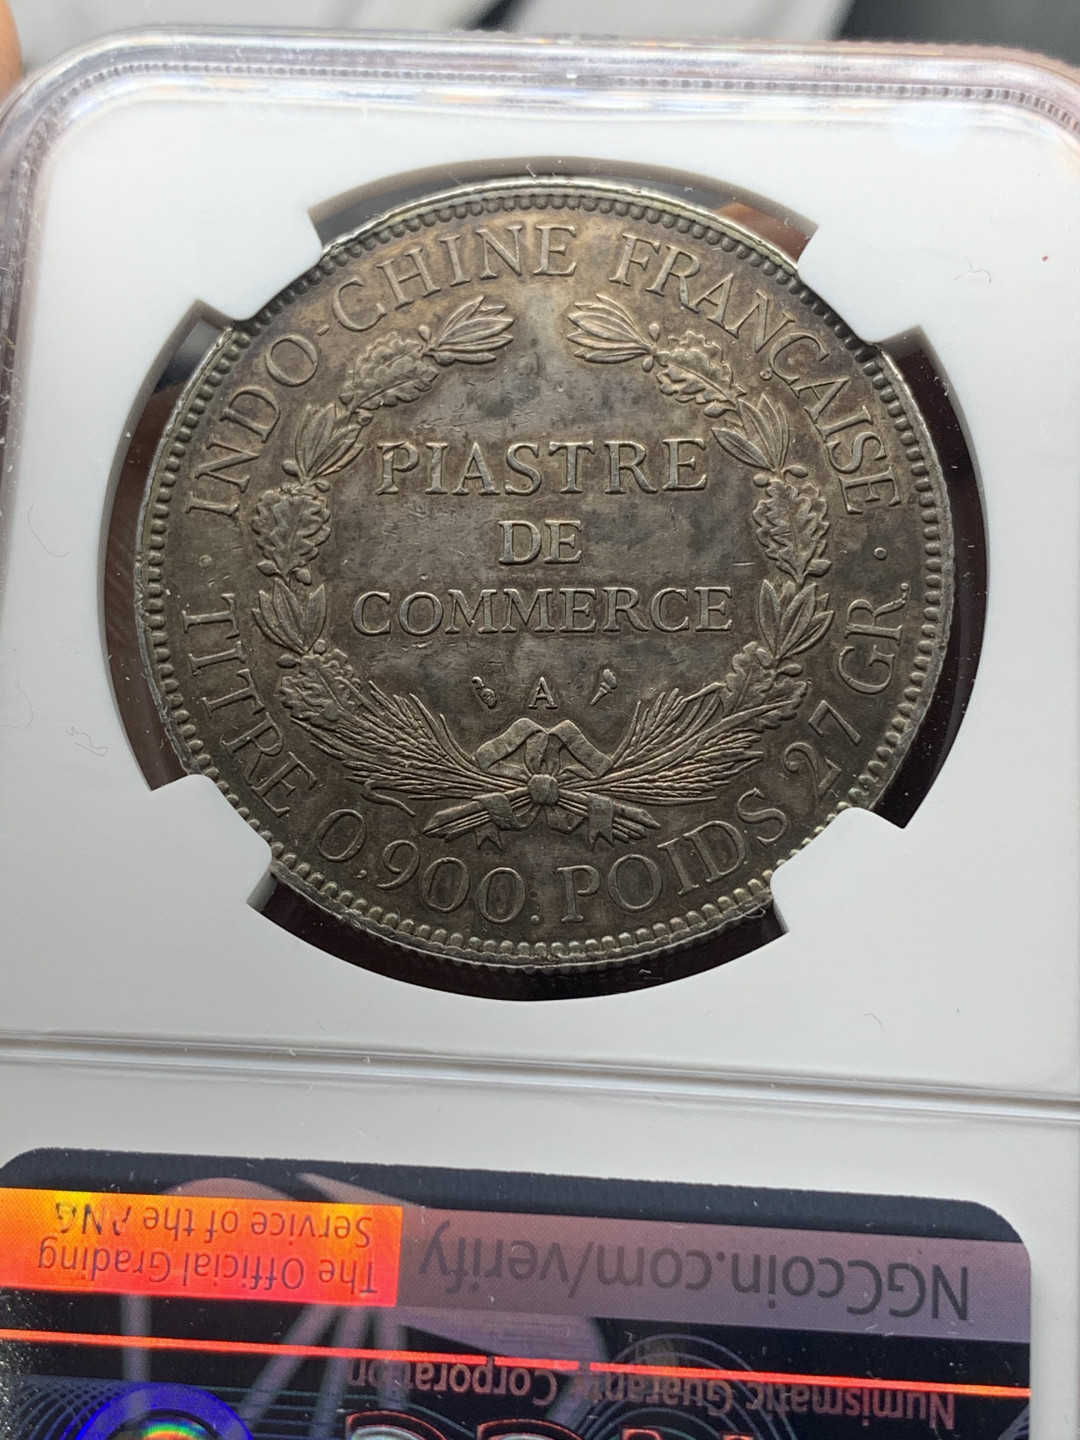 INDO-CHINE FRANÇAISE
PIASTRE
DE
COMMERCE
A
· TITRE 0,900. POIDS 27 GR. ·
NGCcoin.com/verify
The Official Grading
Service of the ANG
Numismatic Guaranty Corporation